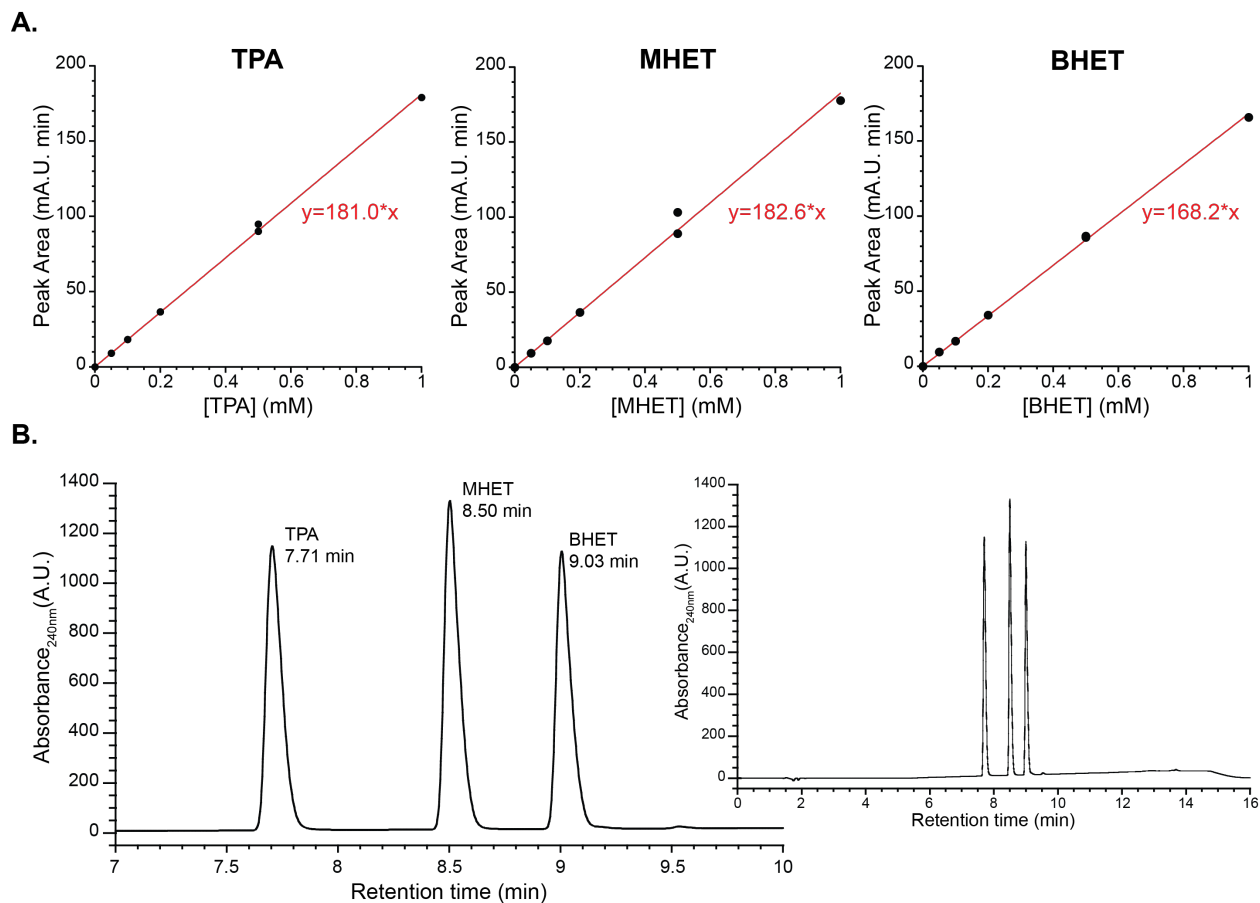 A.
TPA
200
150
100
50
0
Peak Area (mA.U. min)
y=181.0*x
0 0.2 0.4 0.6 0.8 1
[TPA] (mM)
MHET
200
150
100
50
0
Peak Area (mA.U. min)
y=182.6*x
0 0.2 0.4 0.6 0.8 1
[MHET] (mM)
BHET
200
150
100
50
0
Peak Area (mA.U. min)
y=168.2*x
0 0.2 0.4 0.6 0.8 1
[BHET] (mM)
B.
1400
1200
1000
800
600
400
200
0
Absorbance240nm(A.U.)
TPA
7.71 min
MHET
8.50 min
BHET
9.03 min
7 7.5 8 8.5 9 9.5 10
Retention time (min)
1400
1200
1000
800
600
400
200
0
Absorbance240nm(A.U.)
0 2 4 6 8 10 12 14 16
Retention time (min)